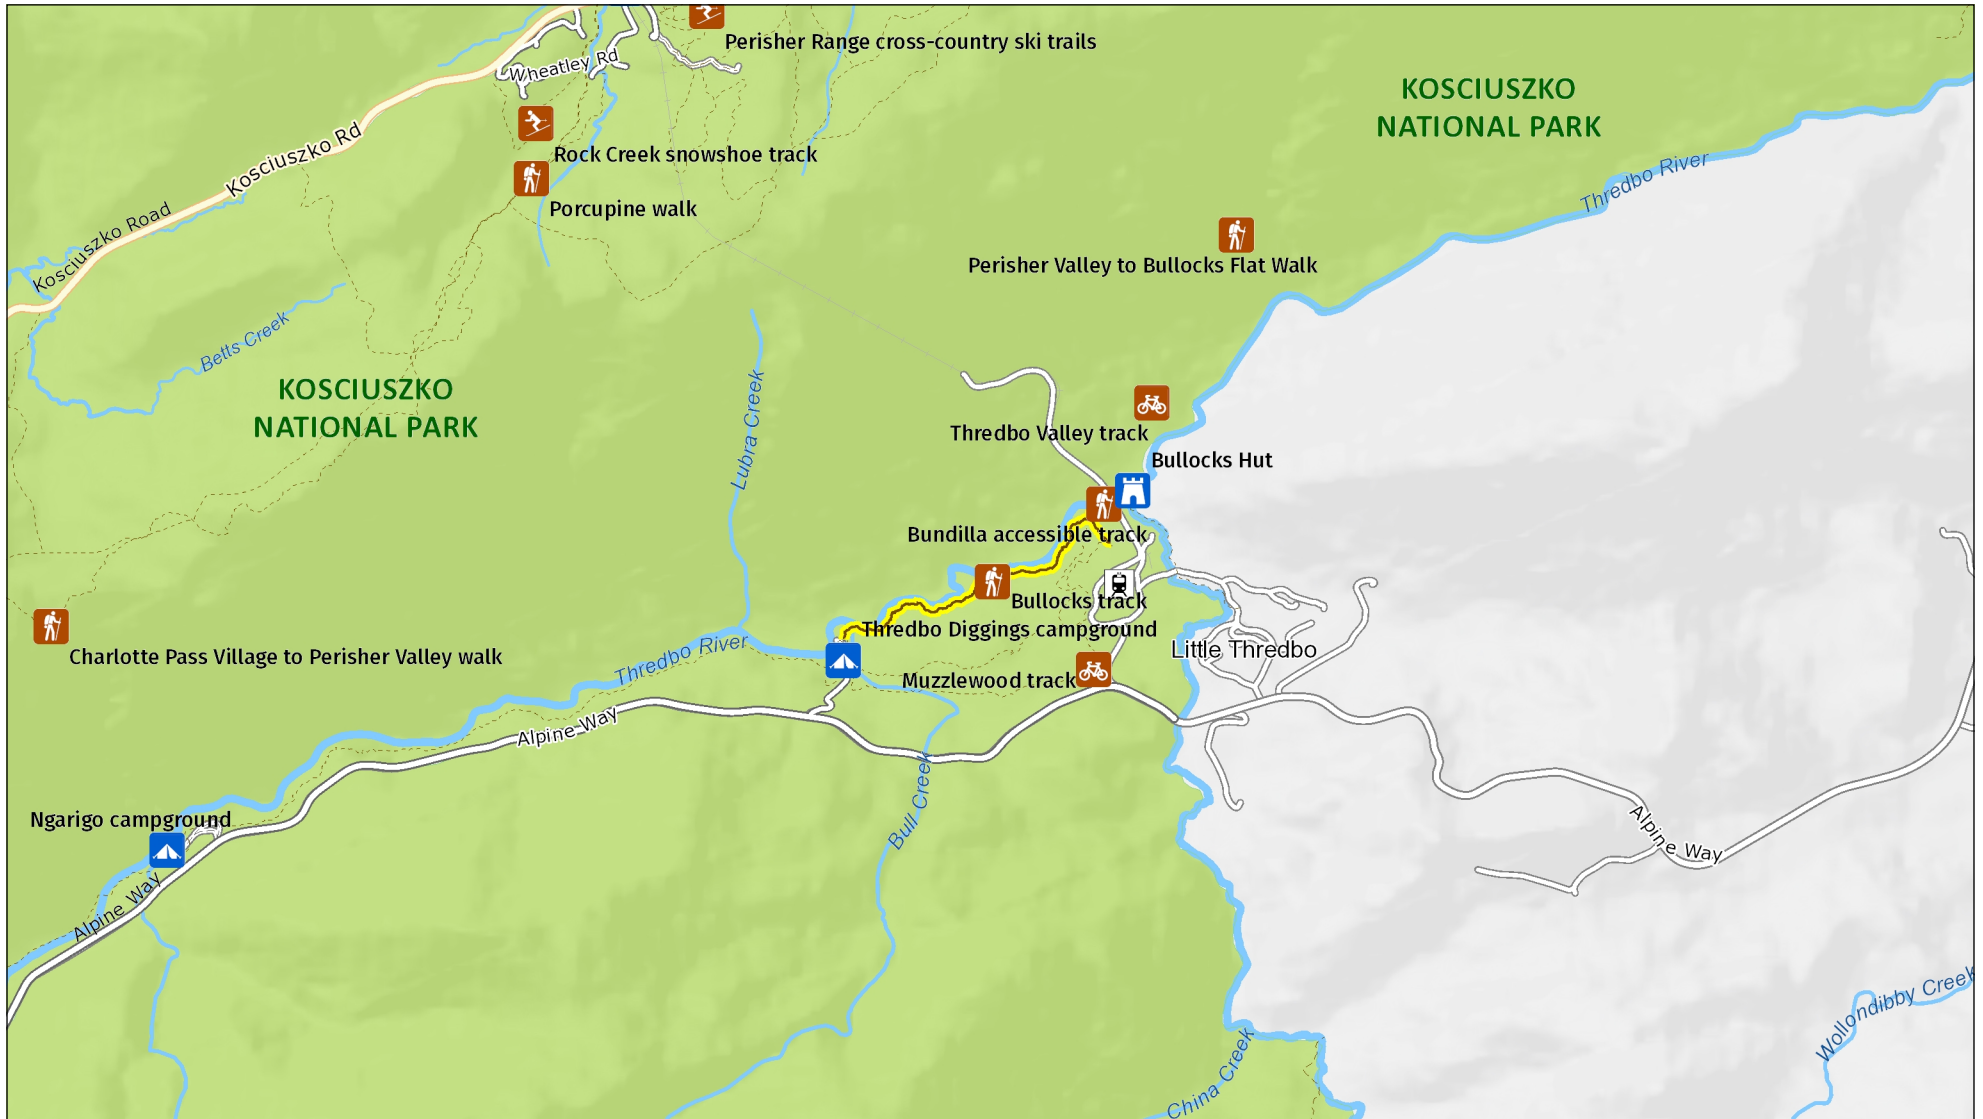 Perisher Range cross-country ski trails
Wheatley Rd
KOSCIUSZKO
NATIONAL PARK
Kosciuszko Rd
Rock Creek snowshoe track
Thredbo River
Porcupine walk
Kosciuszko Road
Perisher Valley to Bullocks Flat Walk
Betts Creek
KOSCIUSZKO
NATIONAL PARK
Lubra Creek
Thredbo Valley track
Bullocks Hut
Bundilla accessible track
Bullocks track
Thredbo Diggings campground
Little Thredbo
Charlotte Pass Village to Perisher Valley walk
Thredbo River
Muzzlewood track
Alpine Way
Bull Creek
Ngarigo campground
Alpine Way
Alpine Way
Wollondibby Creek
China Creek